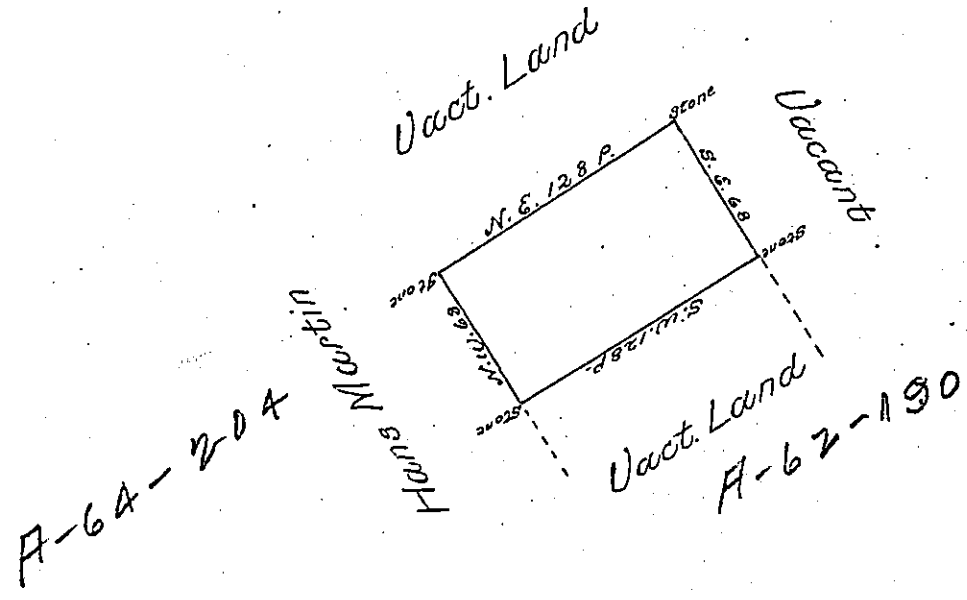 Vact. Land
Stone
Vacant
N. E. 128 P.
S. E. 68
Stone
Stone
Hans Martin
N. W. 68
S. W. 128 P.
Stone
Vact. Land
A-64-204
A-62-190